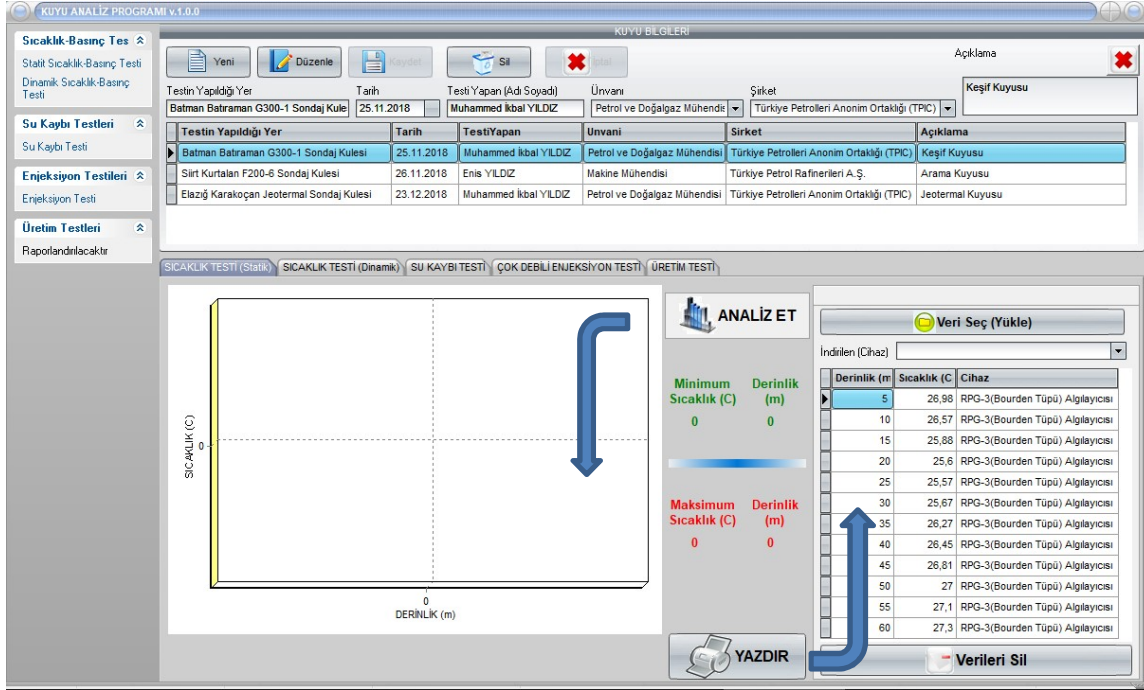 KUYU ANALİZ PROGRAMI v.1.0.0
Sıcaklık-Basınç Tes
Statit Sıcaklık-Basınç Testi
Dinamik Sıcaklık-Basınç
Testi
Su Kaybı Testleri
Su Kaybı Testi
Enjeksiyon Testileri
Enjeksiyon Testi
Üretim Testleri
Raporlandırılacaktır
KUYU BİLGİLERİ
Yeni Düzenle Kaydet Sil İptal
Açıklama
Keşif Kuyusu
Testin Yapıldığı Yer Tarih Testi Yapan (Adı Soyadı) Ünvanı Şirket
Batman Batıraman G300-1 Sondaj Kule 25.11.2018 Muhammed İkbal YILDIZ Petrol ve Doğalgaz Mühendis Türkiye Petrolleri Anonim Ortaklığı (TPIC)
Testin Yapıldığı Yer Tarih TestiYapan Unvani Sirket Açıklama
Batman Batıraman G300-1 Sondaj Kulesi 25.11.2018 Muhammed İkbal YILDIZ Petrol ve Doğalgaz Mühendisi Türkiye Petrolleri Anonim Ortaklığı (TPIC) Keşif Kuyusu
Siirt Kurtalan F200-6 Sondaj Kulesi 26.11.2018 Enis YILDIZ Makine Mühendisi Türkiye Petrol Rafinerileri A.Ş. Arama Kuyusu
Elazığ Karakoçan Jeotermal Sondaj Kulesi 23.12.2018 Muhammed İkbal YILDIZ Petrol ve Doğalgaz Mühendisi Türkiye Petrolleri Anonim Ortaklığı (TPIC) Jeotermal Kuyusu
SICAKLIK TESTİ (Statik) SICAKLIK TESTİ (Dinamik) SU KAYBI TESTİ ÇOK DEBİLİ ENJEKSİYON TESTİ ÜRETİM TESTİ
SICAKLIK (C)
0
0
DERİNLİK (m)
ANALİZ ET
Minimum Derinlik
Sıcaklık (C) (m)
0 0
Maksimum Derinlik
Sıcaklık (C) (m)
0 0
YAZDIR
Veri Seç (Yükle)
İndirilen (Cihaz)
Derinlik (m Sıcaklık (C Cihaz
5 26,98 RPG-3(Bourden Tüpü) Algılayıcısı
10 26,57 RPG-3(Bourden Tüpü) Algılayıcısı
15 25,88 RPG-3(Bourden Tüpü) Algılayıcısı
20 25,6 RPG-3(Bourden Tüpü) Algılayıcısı
25 25,57 RPG-3(Bourden Tüpü) Algılayıcısı
30 25,67 RPG-3(Bourden Tüpü) Algılayıcısı
35 26,27 RPG-3(Bourden Tüpü) Algılayıcısı
40 26,45 RPG-3(Bourden Tüpü) Algılayıcısı
45 26,81 RPG-3(Bourden Tüpü) Algılayıcısı
50 27 RPG-3(Bourden Tüpü) Algılayıcısı
55 27,1 RPG-3(Bourden Tüpü) Algılayıcısı
60 27,3 RPG-3(Bourden Tüpü) Algılayıcısı
Verileri Sil